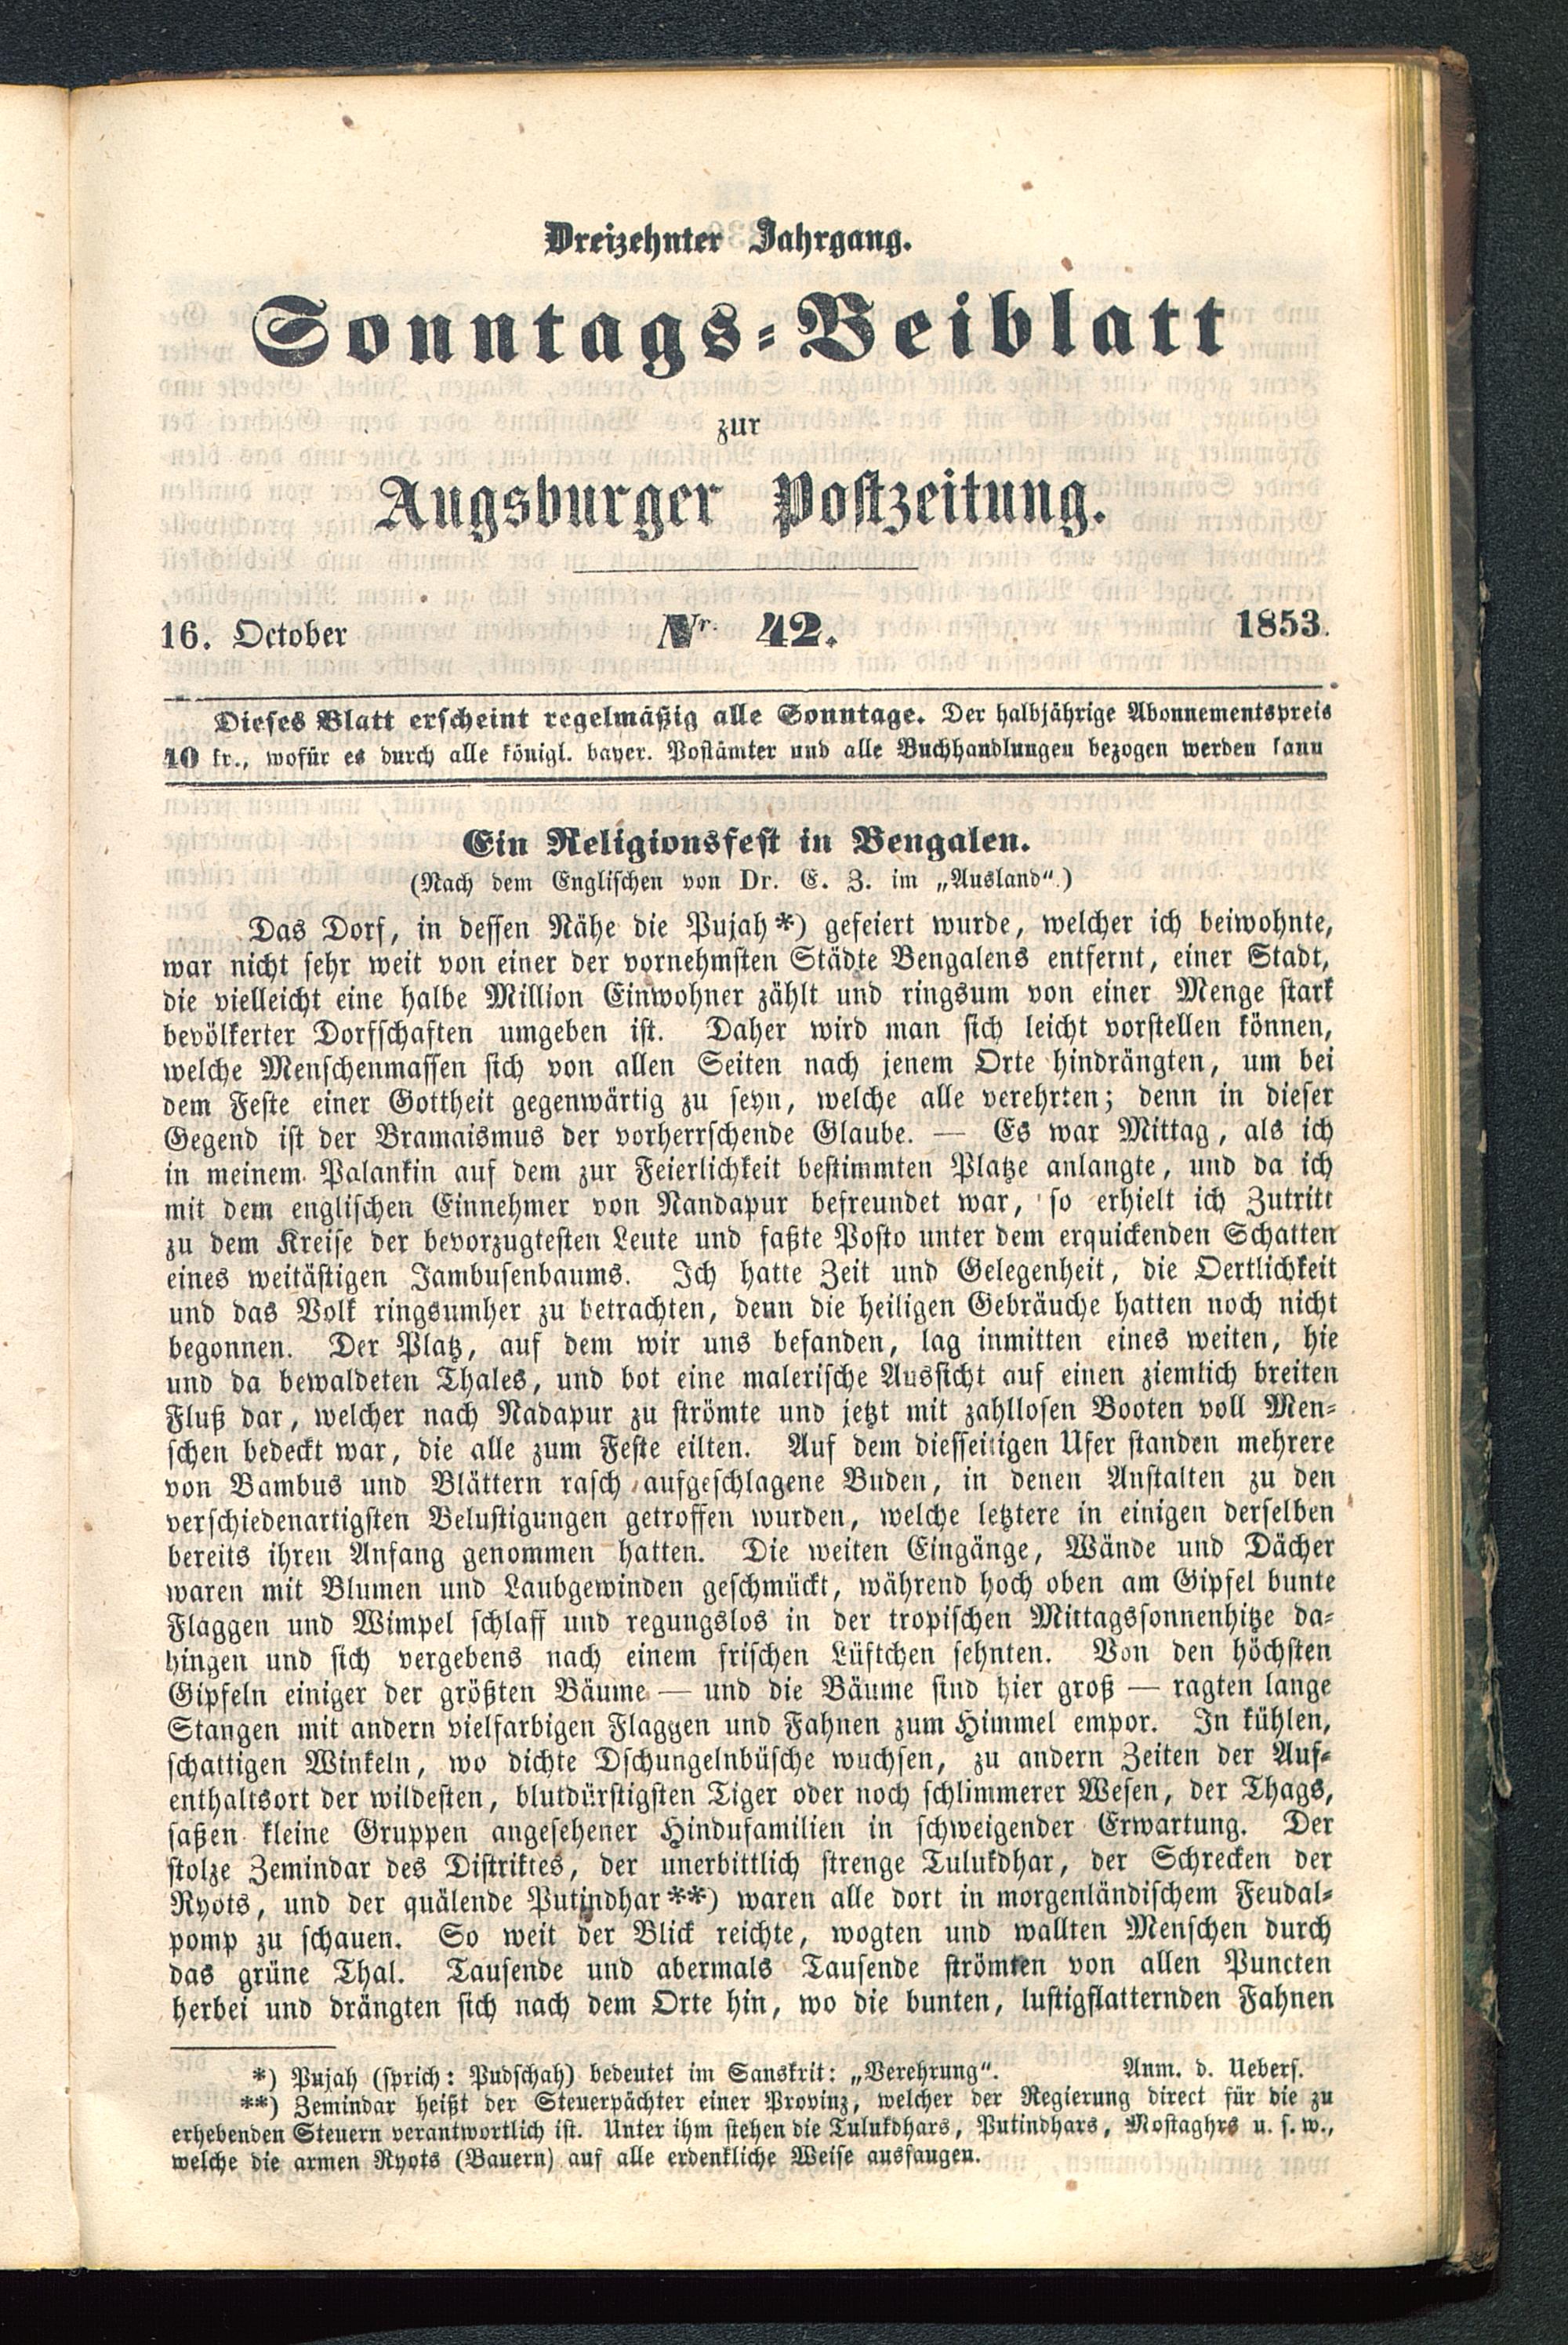 Dreizehnter Jahrgang.
Sonntags-Beiblatt
zur
Augsburger Postzeitung.
16. October Nr. 42. 1853.
Dieses Blatt erscheint regelmäßig alle Sonntage. Der halbjährige Abonnementspreis
40 kr., wofür es durch alle königl. bayer. Postämter und alle Buchhandlungen bezogen werden kann
Ein Religionsfest in Bengalen.
(Nach dem Englischen von Dr. E. Z. im „Ausland“.)
Das Dorf, in dessen Nähe die Pujah*) gefeiert wurde, welcher ich beiwohnte,
war nicht sehr weit von einer der vornehmsten Städte Bengalens entfernt, einer Stadt,
die vielleicht eine halbe Million Einwohner zählt und ringsum von einer Menge stark
bevölkerter Dorfschaften umgeben ist. Daher wird man sich leicht vorstellen können,
welche Menschenmassen sich von allen Seiten nach jenem Orte hindrängten, um bei
dem Feste einer Gottheit gegenwärtig zu seyn, welche alle verehrten; denn in dieser
Gegend ist der Bramaismus der vorherrschende Glaube. — Es war Mittag, als ich
in meinem Palankin auf dem zur Feierlichkeit bestimmten Platze anlangte, und da ich
mit dem englischen Einnehmer von Nandapur befreundet war, so erhielt ich Zutritt
zu dem Kreise der bevorzugtesten Leute und faßte Posto unter dem erquickenden Schatten
eines weitästigen Jambusenbaums. Ich hatte Zeit und Gelegenheit, die Oertlichkeit
und das Volk ringsumher zu betrachten, denn die heiligen Gebräuche hatten noch nicht
begonnen. Der Platz, auf dem wir uns befanden, lag inmitten eines weiten, hie
und da bewaldeten Thales, und bot eine malerische Aussicht auf einen ziemlich breiten
Fluß dar, welcher nach Nadapur zu strömte und jetzt mit zahllosen Booten voll Men-
schen bedeckt war, die alle zum Feste eilten. Auf dem diesseitigen Ufer standen mehrere
von Bambus und Blättern rasch aufgeschlagene Buden, in denen Anstalten zu den
verschiedenartigsten Belustigungen getroffen wurden, welche letztere in einigen derselben
bereits ihren Anfang genommen hatten. Die weiten Eingänge, Wände und Dächer
waren mit Blumen und Laubgewinden geschmückt, während hoch oben am Gipfel bunte
Flaggen und Wimpel schlaff und regungslos in der tropischen Mittagssonnenhitze da-
hingen und sich vergebens nach einem frischen Lüftchen sehnten. Von den höchsten
Gipfeln einiger der größten Bäume — und die Bäume sind hier groß — ragten lange
Stangen mit andern vielfarbigen Flaggen und Fahnen zum Himmel empor. In kühlen,
schattigen Winkeln, wo dichte Dschungelnbüsche wuchsen, zu andern Zeiten der Auf-
enthaltsort der wildesten, blutdürstigsten Tiger oder noch schlimmerer Wesen, der Thags,
saßen kleine Gruppen angesehener Hindufamilien in schweigender Erwartung. Der
stolze Zemindar des Distriktes, der unerbittlich strenge Tulukdhar, der Schrecken der
Ryots, und der quälende Putindhar**) waren alle dort in morgenländischem Feudal-
pomp zu schauen. So weit der Blick reichte, wogten und wallten Menschen durch
das grüne Thal. Tausende und abermals Tausende strömten von allen Puncten
herbei und drängten sich nach dem Orte hin, wo die bunten, lustigflatternden Fahnen
*) Pujah (sprich: Pudschah) bedeutet im Sanskrit: „Verehrung“. Anm. d. Uebers.
**) Zemindar heißt der Steuerpächter einer Provinz, welcher der Regierung direct für die zu
erhebenden Steuern verantwortlich ist. Unter ihm stehen die Tulukdhars, Putindhars, Mostaghrs u. s. w.,
welche die armen Ryots (Bauern) auf alle erdenkliche Weise aussaugen.